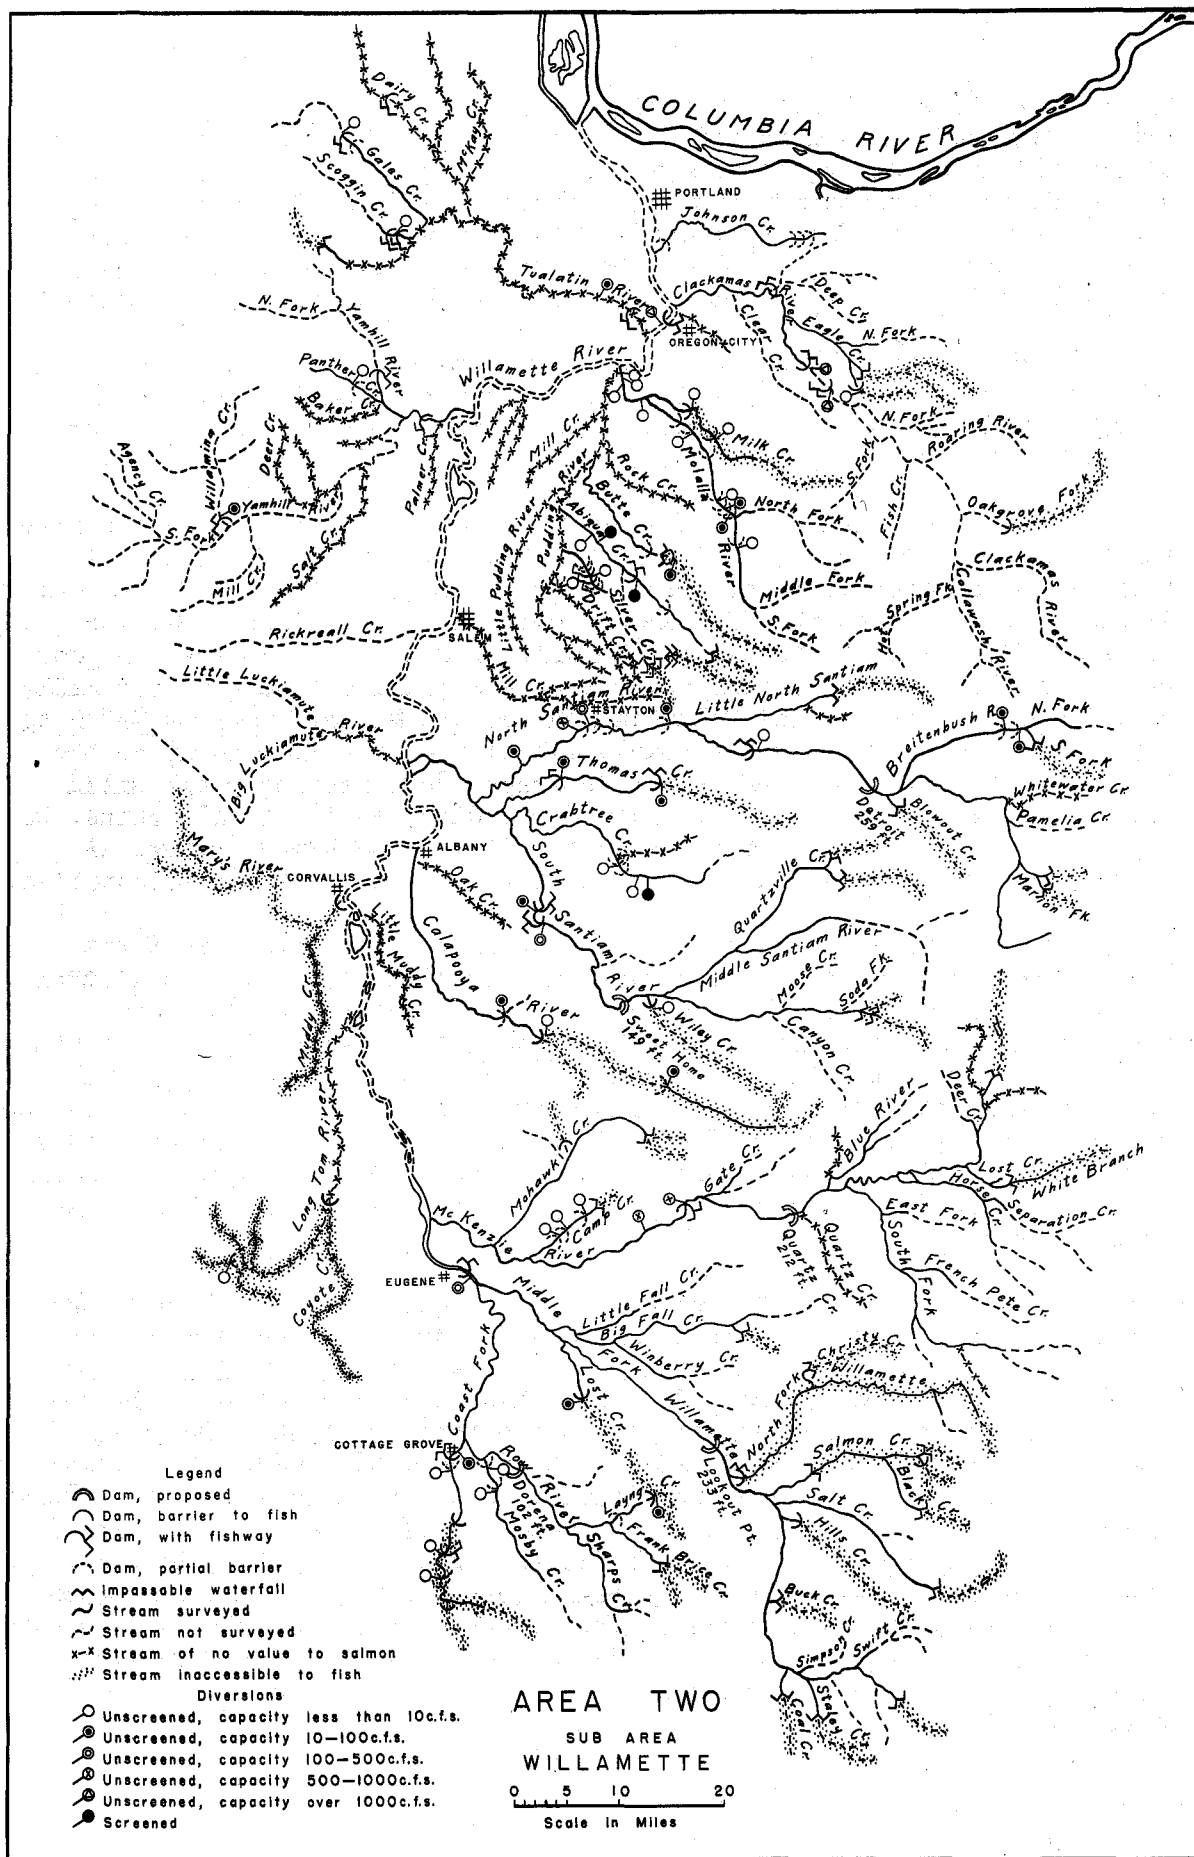 COLUMBIA RIVER
Dairy Cr.
McKay Cr.
Gales Cr.
Scoggin Cr.
PORTLAND
Johnson Cr.
Tualatin River
Clackamas River
Deep Cr.
Clear Cr.
Eagle Cr.
N. Fork
OREGON CITY
N. Fork
Yamhill River
Panther Cr.
Baker Cr.
Willamette River
Deer Cr.
Willamina Cr.
Agency Cr.
S. Fork
Yamhill River
Mill Cr.
Salt Cr.
Palmer Cr.
Mill Cr.
Rock Cr.
Milk Cr.
Molalla River
North Fork
Middle Fork
S. Fork
N. Fork
Roaring River
S. Fork
Fish Cr.
Oakgrove Fork
Clackamas River
Hot Spring Fk.
Collawach River
Little Pudding River
Pudding River
Butte Cr.
Abiqua Cr.
Silver Cr.
Drift Cr.
Rickreall Cr.
SALEM
Mill Cr.
Little Luckiamute
Big Luckiamute River
North Santiam River
STAYTON
Little North Santiam
Breitenbush R.
N. Fork
S. Fork
Whitewater Cr.
Pamelia Cr.
Blowout Cr.
Detroit
259 ft.
Marion Fk.
Thomas Cr.
Crabtree Cr.
South Santiam River
Mary's River
CORVALLIS
ALBANY
Oak Cr.
Calapooya River
Little Muddy Cr.
Muddy Cr.
Quartzville Cr.
Middle Santiam River
Moose Cr.
Soda Fk.
Canyon Cr.
Wiley Cr.
Sweet Home
149 ft.
Long Tom River
Coyote Cr.
Mohawk Cr.
Gate Cr.
Camp Cr.
Mc Kenzie River
Blue River
Deer Cr.
Lost Cr.
White Branch
Horse Cr.
Separation Cr.
East Fork
South Fork
French Pete Cr.
Quartz Cr.
Quartz Cr.
212 ft.
EUGENE
Middle Fork Willamette
Little Fall Cr.
Big Fall Cr.
Winberry Cr.
Lost Cr.
Christy Cr.
North Fork Willamette
Coast Fork
COTTAGE GROVE
Row River
Dorena
102 ft.
Mosby Cr.
Layng Cr.
Frank Brice Cr.
Sharps Cr.
Lookout Pt.
233 ft.
Salmon Cr.
Black Cr.
Salt Cr.
Hills Cr.
Buck Cr.
Simpson Cr.
Swift Cr.
Staley Cr.
Coal Cr.
Legend
Dam, proposed
Dam, barrier to fish
Dam, with fishway
Dam, partial barrier
Impassable waterfall
Stream surveyed
Stream not surveyed
x-x Stream of no value to salmon
Stream inaccessible to fish
Diversions
Unscreened, capacity less than 10c.f.s.
Unscreened, capacity 10-100c.f.s.
Unscreened, capacity 100-500c.f.s.
Unscreened, capacity 500-1000c.f.s.
Unscreened, capacity over 1000c.f.s.
Screened
AREA TWO
SUB AREA
WILLAMETTE
0 5 10 20
Scale in Miles